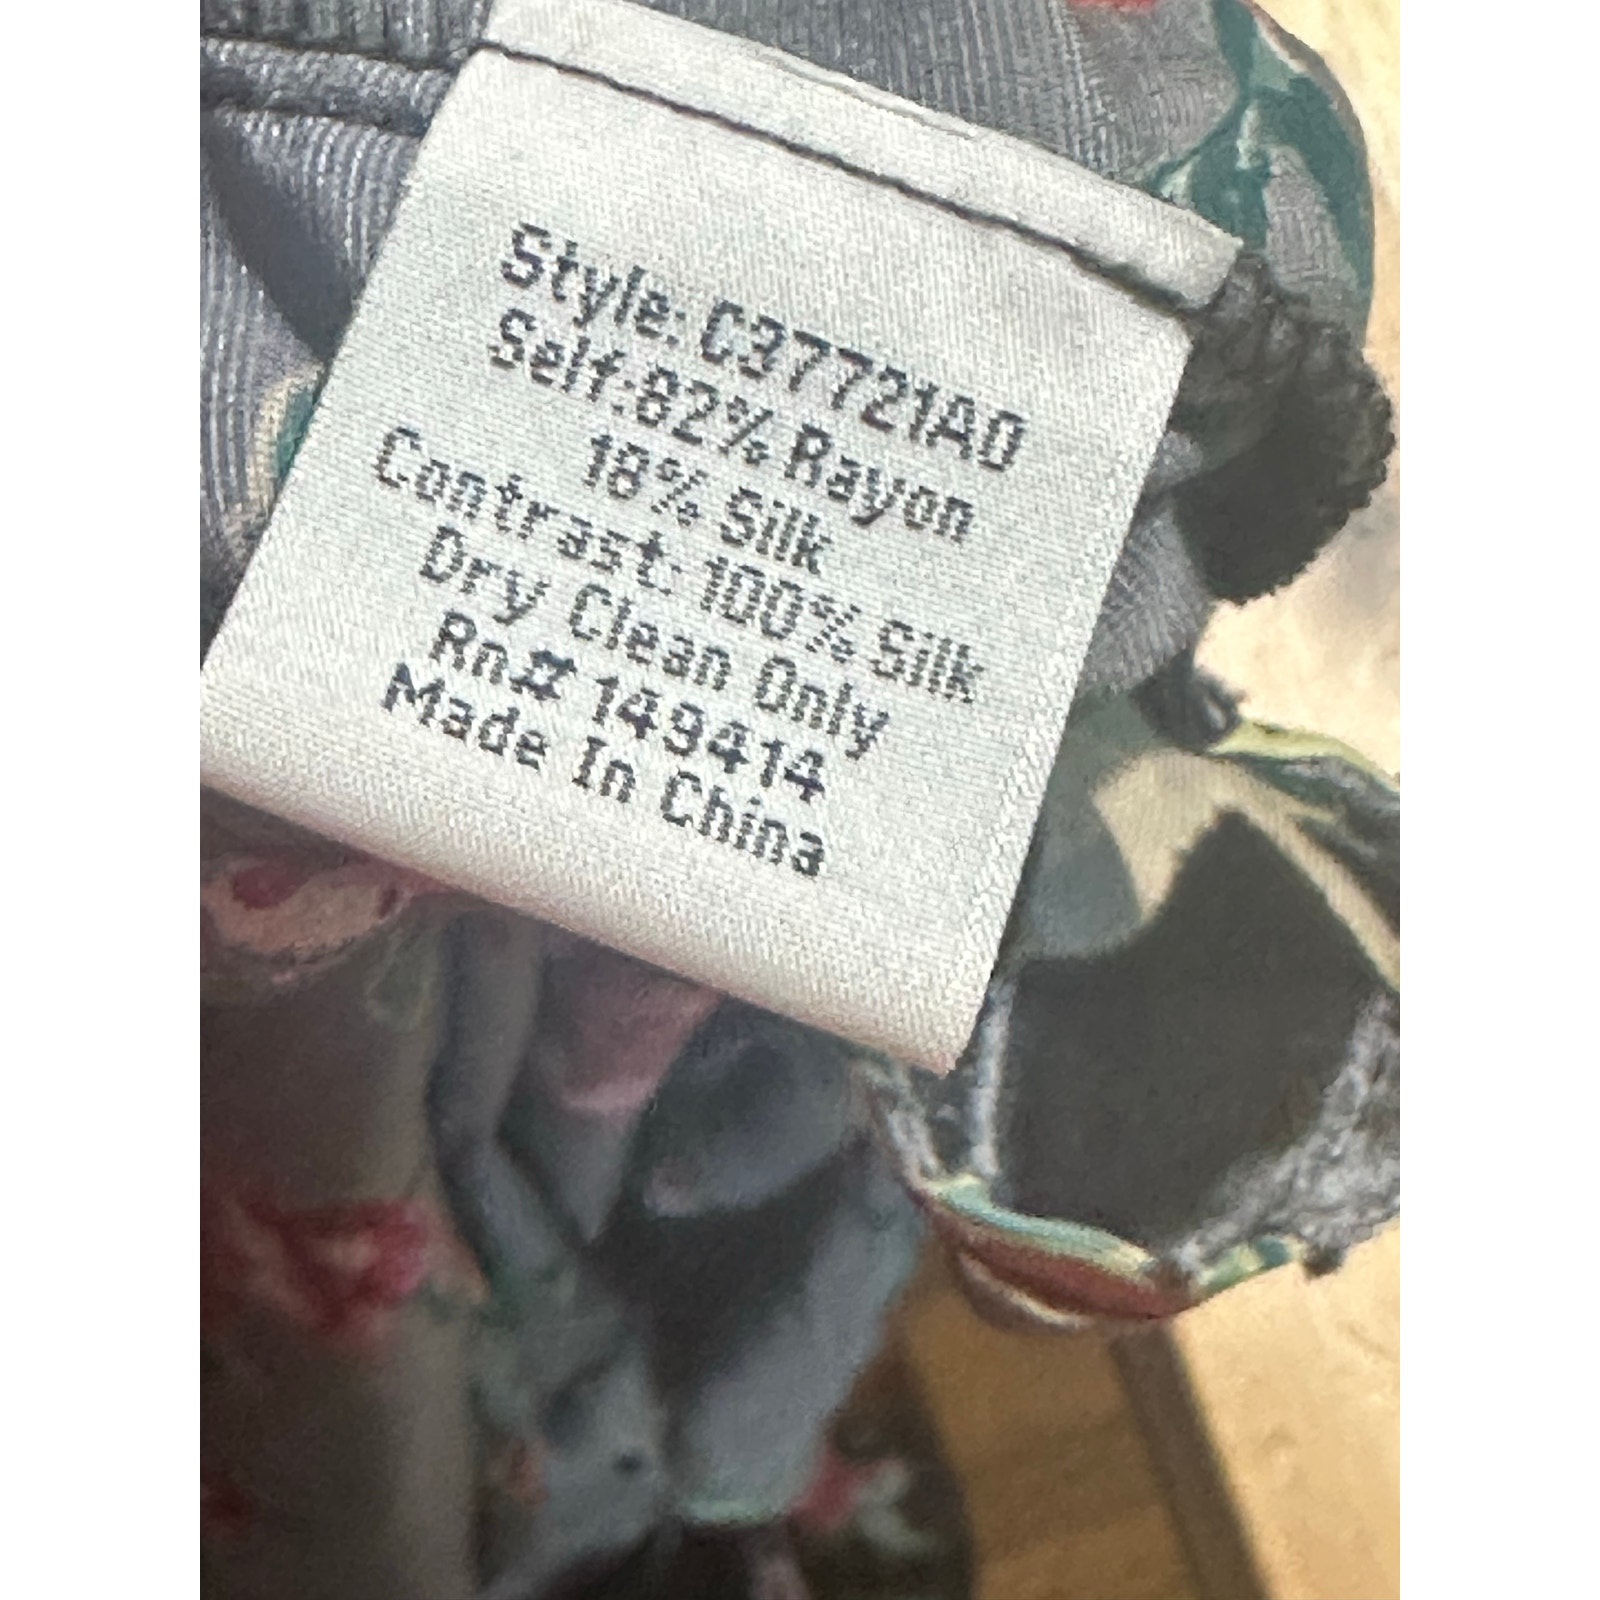 Style: C37721A0
Self:82% Rayon
18% Silk
Contrast: 100% Silk
Dry Clean Only
Rn# 149414
Made In China